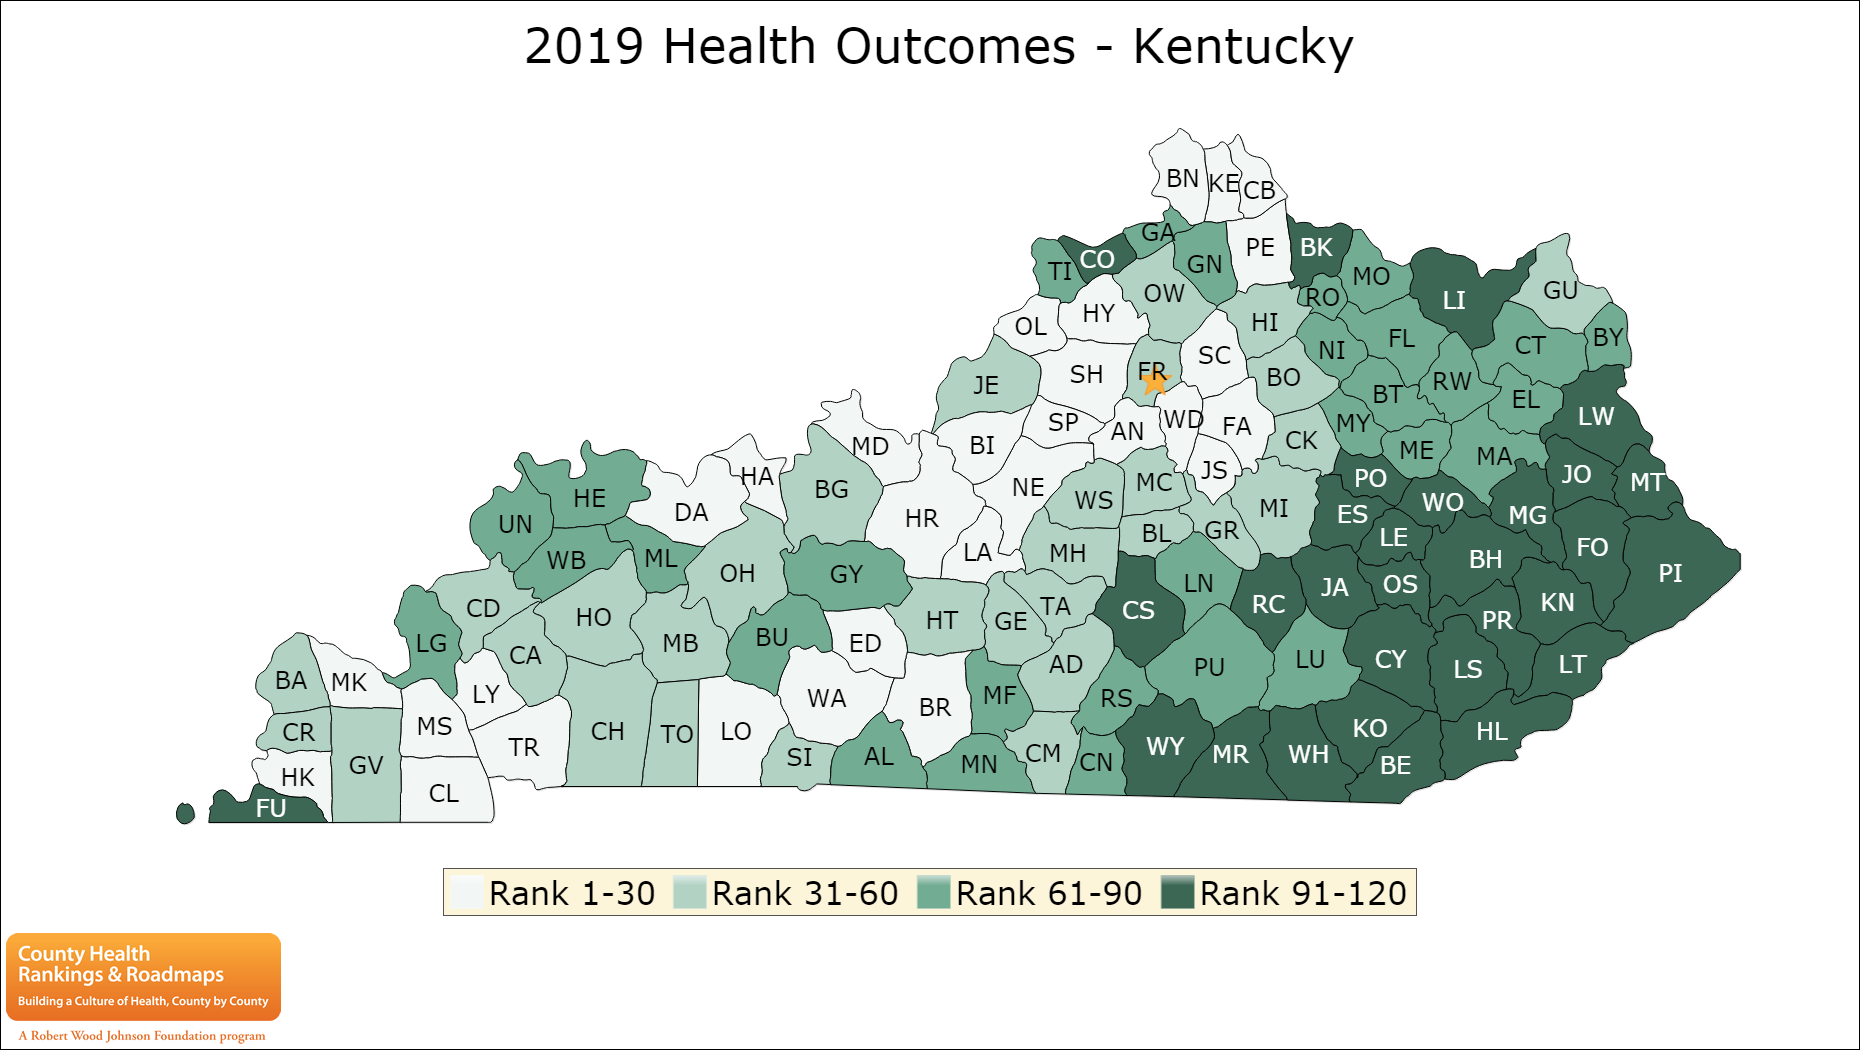 2019 Health Outcomes - Kentucky
BN KE CB
GA
CO TI GN PE BK
OW MO
RO LI GU
HY
OL HI
SC NI FL CT BY
SH FR
JE BO RW
BT EL
SP AN WD FA MY LW
MD BI CK
HA ME MA
JS PO JO
BG NE MC MT
HE WS WO
DA HR MI ES MG
UN GR
LA BL LE
MH FO
WB ML BH
OH GY LN JA OS PI
CD TA CS RC KN
HO HT GE PR
LG MB BU ED
CA AD PU LU CY LS LT
BA MK
LY WA MF RS
BR
CR MS CH TO LO KO HL
TR WY MR WH
GV SI AL MN CM CN BE
HK
CL
FU
Rank 1-30 Rank 31-60 Rank 61-90 Rank 91-120
County Health
Rankings & Roadmaps
Building a Culture of Health, County by County
A Robert Wood Johnson Foundation program